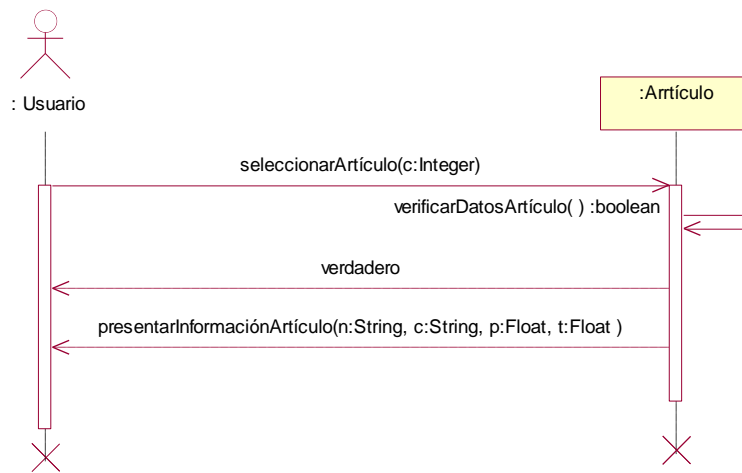 : Usuario
:Arrtículo
seleccionarArtículo(c:Integer)
verificarDatosArtículo( ) :boolean
verdadero
presentarInformaciónArtículo(n:String, c:String, p:Float, t:Float )